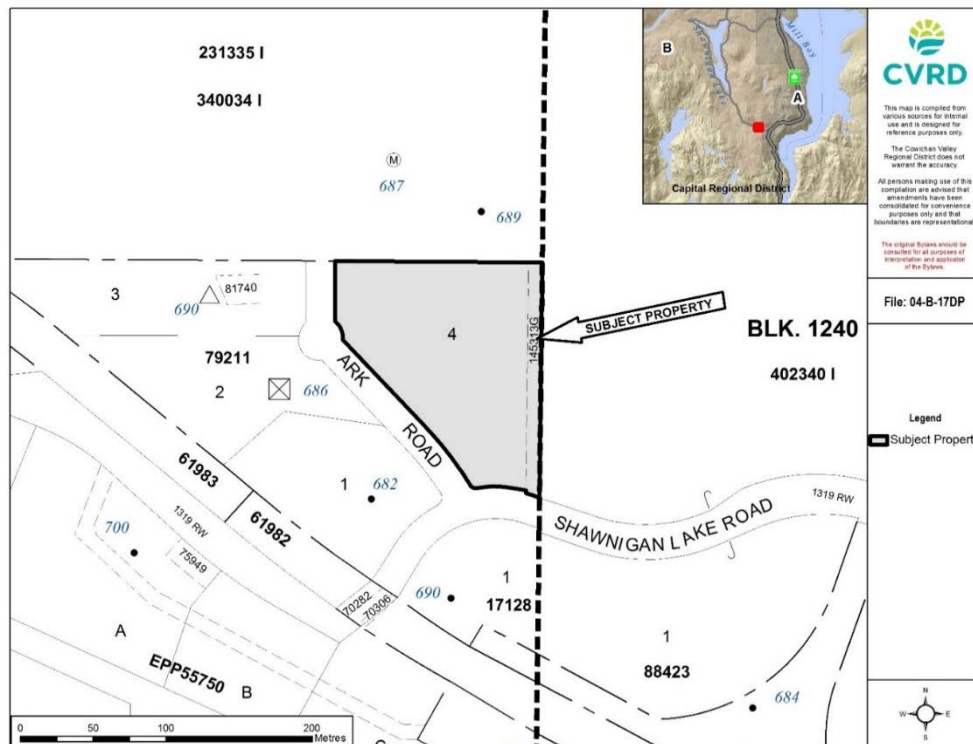 231335 I
340034 I
M
687
689
3
81740
690
79211
2
686
4
145313G
SUBJECT PROPERTY
ARK
ROAD
BLK. 1240
402340 I
61983
61982
1
682
SHAWNIGAN LAKE ROAD
1319 RW
700
1319 RW
75949
690
1
17128
70282
70306
1
88423
684
A
EPP55750
B
C
0 50 100 200
Metres
B
Shawnigan Lake
Mill Bay
A
Capital Regional District
CVRD
This map is compiled from
various sources for internal
use and is designed for
reference purposes only.
The Cowichan Valley
Regional District does not
warrant the accuracy.
All persons making use of this
compilation are advised that
amendments have been
consolidated for convenience
purposes only and that
boundaries are representational.
The original Bylaws should be
consulted for all purposes of
interpretation and application
of the Bylaws.
File: 04-B-17DP
Legend
Subject Propert
N
W E
S